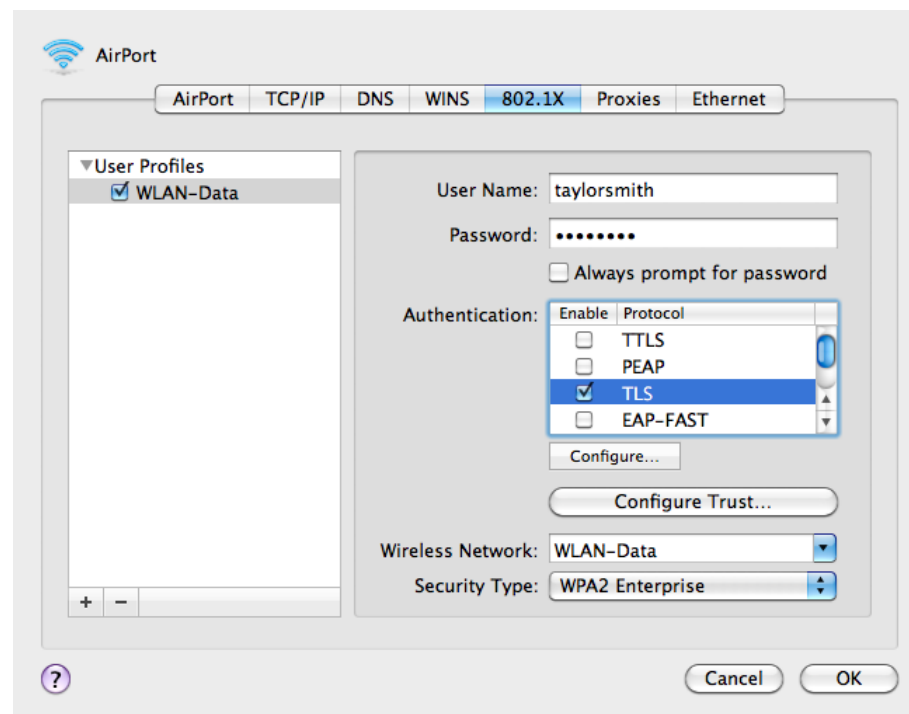 AirPort
AirPort TCP/IP DNS WINS 802.1X Proxies Ethernet
User Profiles
WLAN-Data
User Name: taylorsmith
Password: ••••••••
Always prompt for password
Authentication: Enable Protocol
TTLS
PEAP
TLS
EAP-FAST
Configure...
Configure Trust...
Wireless Network: WLAN-Data
Security Type: WPA2 Enterprise
+ −
? Cancel OK